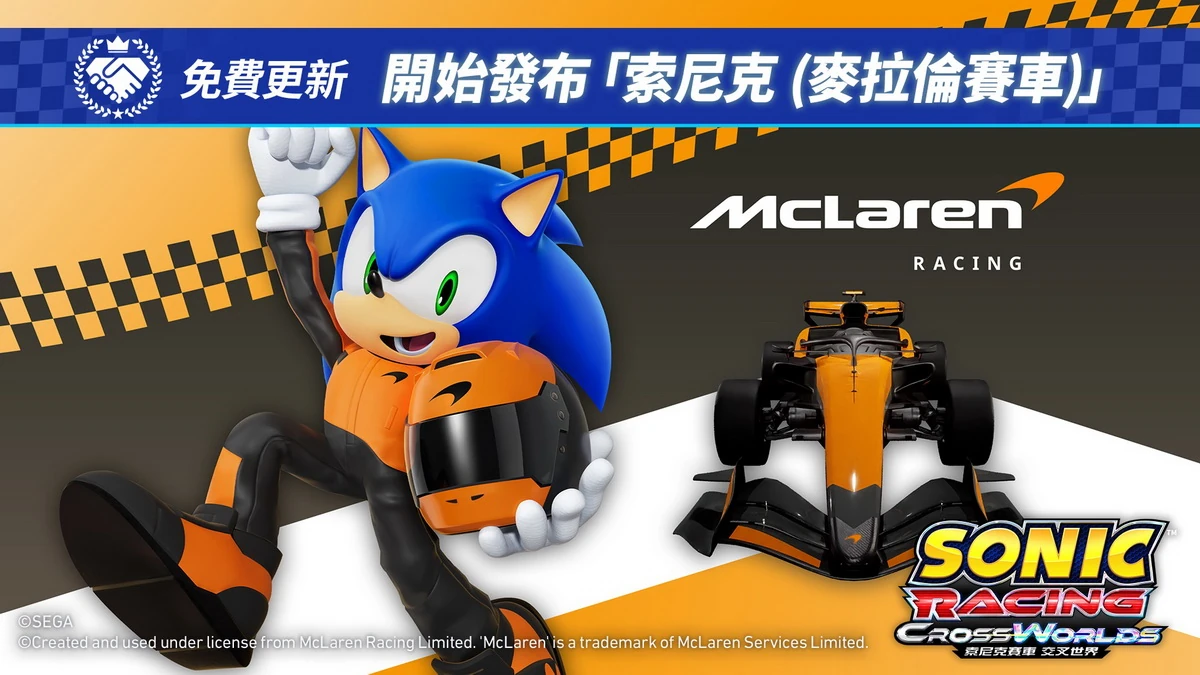 免費更新 開始發布「索尼克 (麥拉倫賽車)」
McLaren
RACING
SONIC
RACING
CROSSWORLDS
索尼克賽車 交叉世界
™
©SEGA
©Created and used under license from McLaren Racing Limited. 'McLaren' is a trademark of McLaren Services Limited.